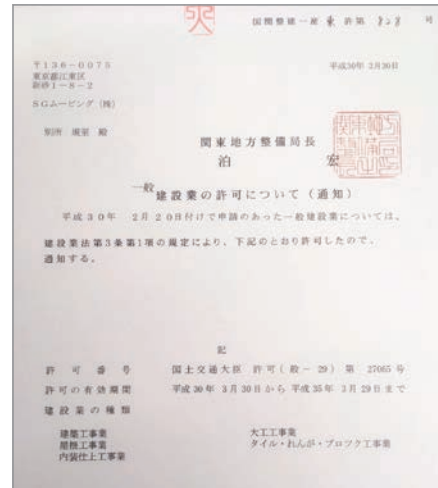 国関整建一産東許第828号
〒136-0075
平成30年 3月30日
東京都江東区
新砂1-8-2
SGムービング(株)
殿
関東地方整備局長
泊 宏
一般建設業の許可について(通知)
平成30年 2月20日付けで申請のあった一般建設業については、
建設業法第3条第1項の規定により、下記のとおり許可したので、
通知する。
記
許可番号 国土交通大臣 許可(般-29)第 27065号
許可の有効期間 平成30年 3月30日から平成35年 3月29日まで
建設業の種類
建築工事業 大工工事業
屋根工事業 タイル・れんが・ブロツク工事業
内装仕上工事業